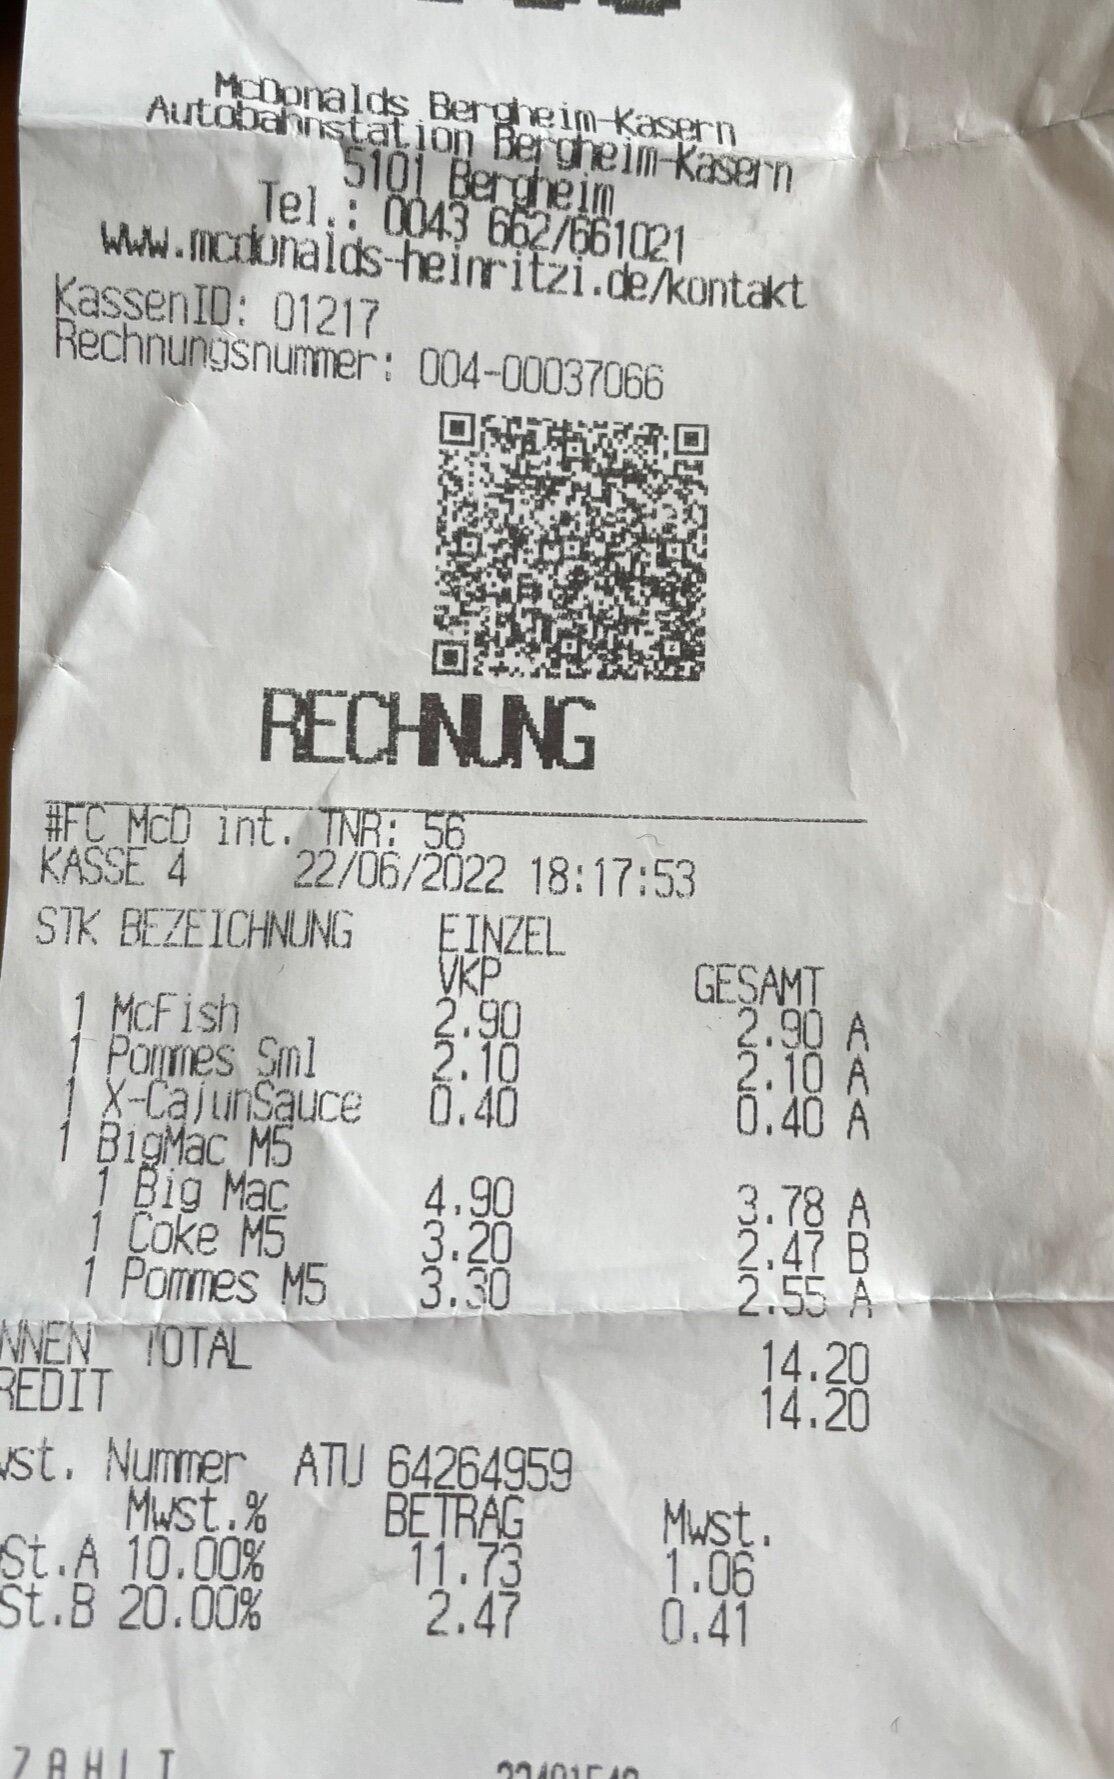 McDonalds Bergheim-Kasern
Autobahnstation Bergheim-Kasern
5101 Bergheim
Tel.: 0043 662/661021
www.mcdonalds-heinritzi.de/kontakt
KassenID: 01217
Rechnungsnummer: 004-00037066
RECHNUNG
#FC McD int. TNR: 56
KASSE 4 22/06/2022 18:17:53
STK BEZEICHNUNG EINZEL
VKP GESAMT
1 McFish 2.90 2.90 A
1 Pommes Sml 2.10 2.10 A
1 X-CajunSauce 0.40 0.40 A
1 BigMac M5
1 Big Mac 4.90 3.78 A
1 Coke M5 3.20 2.47 B
1 Pommes M5 3.30 2.55 A
NNEN TOTAL 14.20
REDIT 14.20
wst. Nummer ATU 64264959
Mwst.% BETRAG Mwst.
St.A 10.00% 11.73 1.06
St.B 20.00% 2.47 0.41